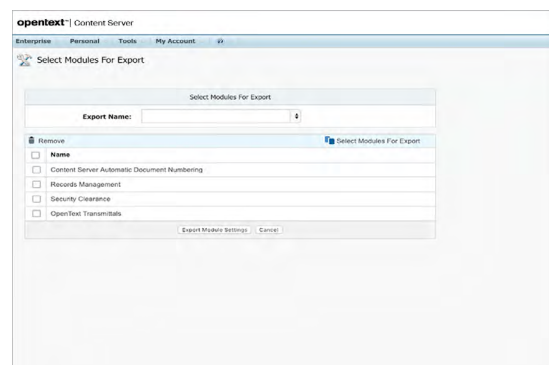 opentext™ | Content Server
Enterprise Personal Tools My Account
Select Modules For Export
Select Modules For Export
Export Name:
Remove Select Modules For Export
Name
Content Server Automatic Document Numbering
Records Management
Security Clearance
OpenText Transmittals
Export Module Settings Cancel